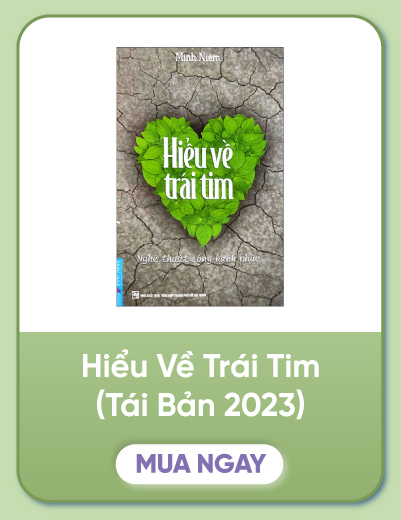 Minh Niệm
Hiểu về
trái tim
Nghệ thuật sống hạnh phúc
Hiểu Về Trái Tim
(Tái Bản 2023)
MUA NGAY